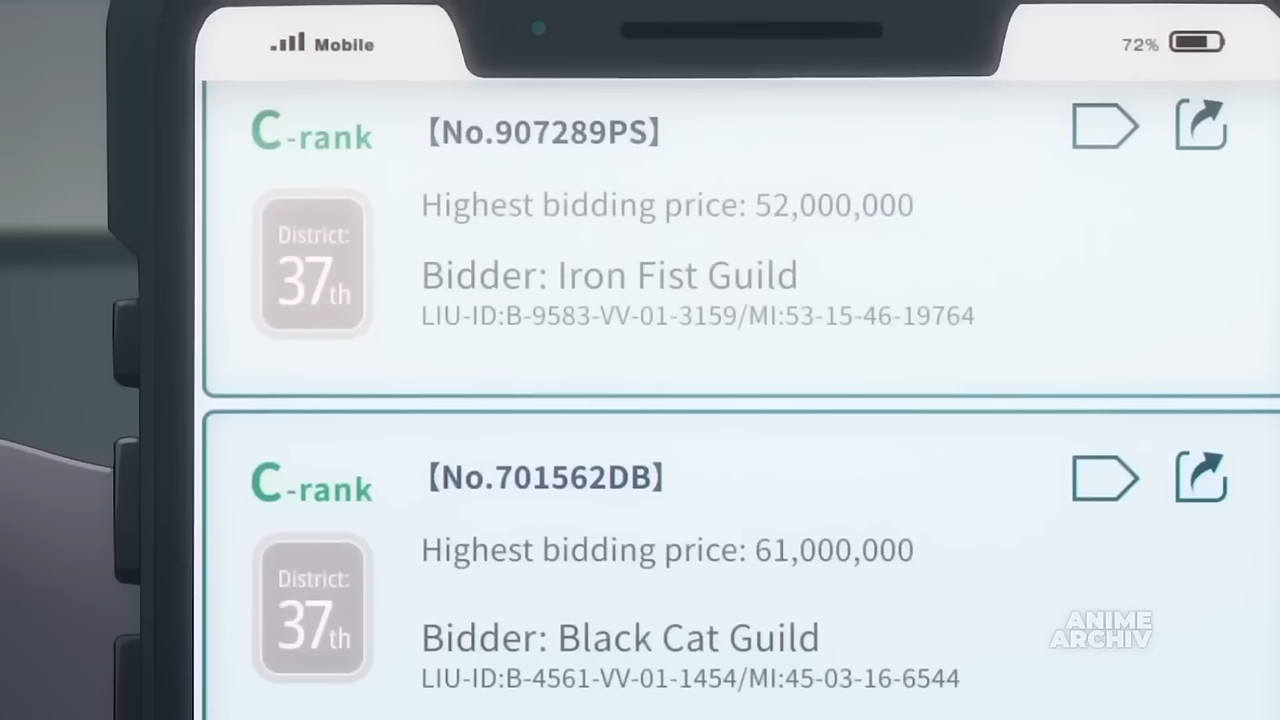 Mobile
72%
C-rank 【No.907289PS】
District:
37th
Highest bidding price: 52,000,000
Bidder: Iron Fist Guild
LIU-ID:B-9583-VV-01-3159/MI:53-15-46-19764
C-rank 【No.701562DB】
District:
37th
Highest bidding price: 61,000,000
Bidder: Black Cat Guild
LIU-ID:B-4561-VV-01-1454/MI:45-03-16-6544
ANIME
ARCHIV